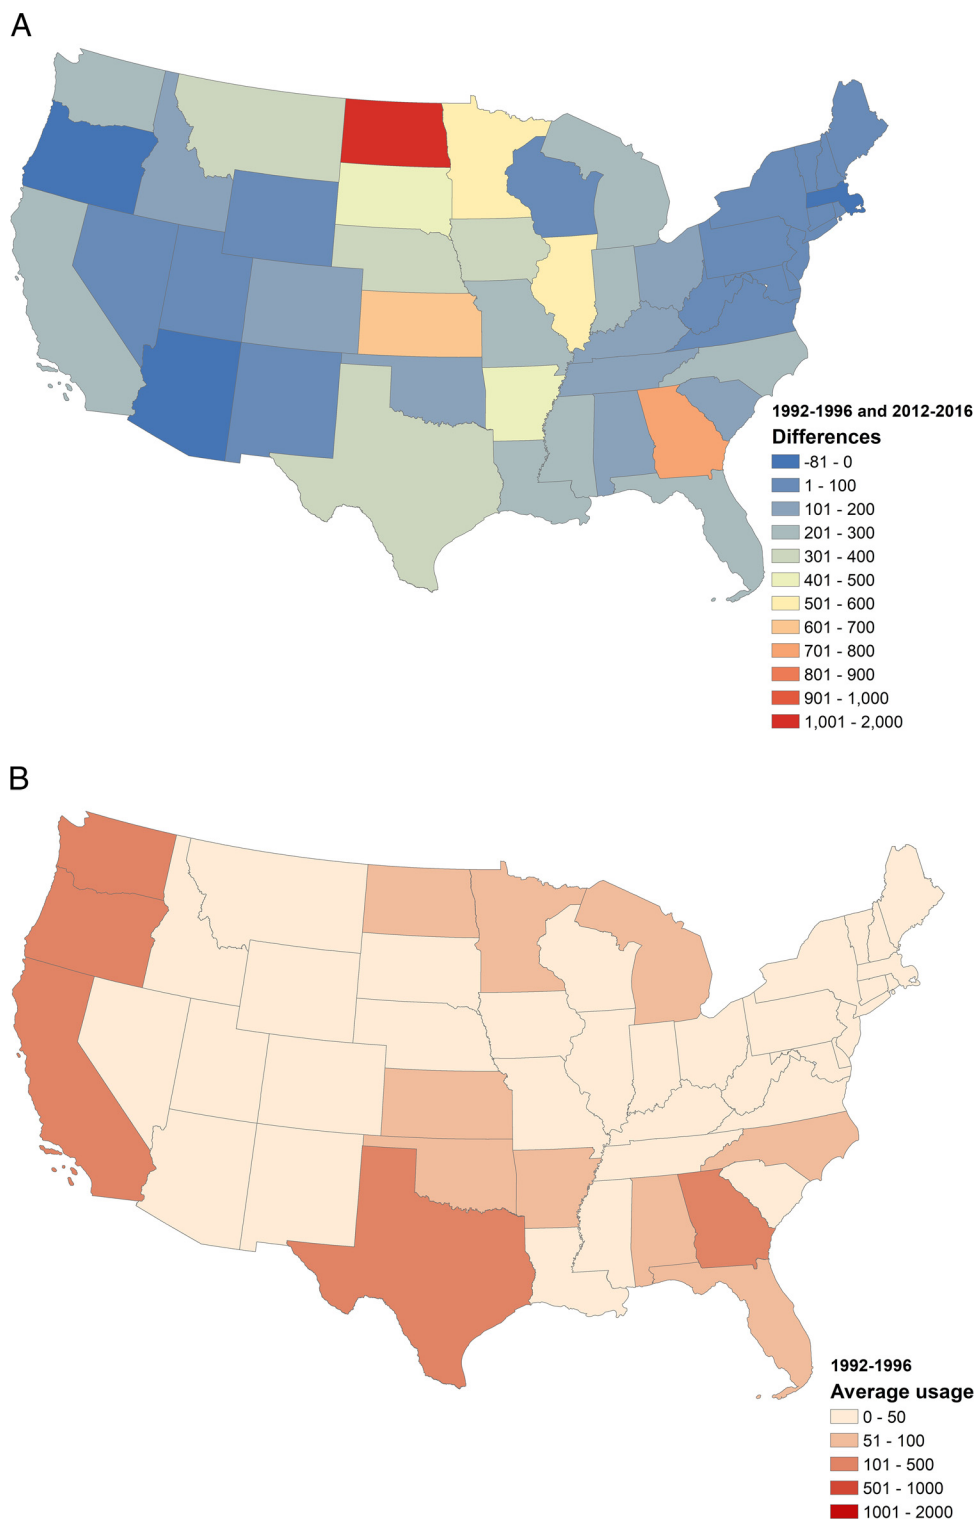 A
1992-1996 and 2012-2016
Differences
-81 - 0
1 - 100
101 - 200
201 - 300
301 - 400
401 - 500
501 - 600
601 - 700
701 - 800
801 - 900
901 - 1,000
1,001 - 2,000
B
1992-1996
Average usage
0 - 50
51 - 100
101 - 500
501 - 1000
1001 - 2000